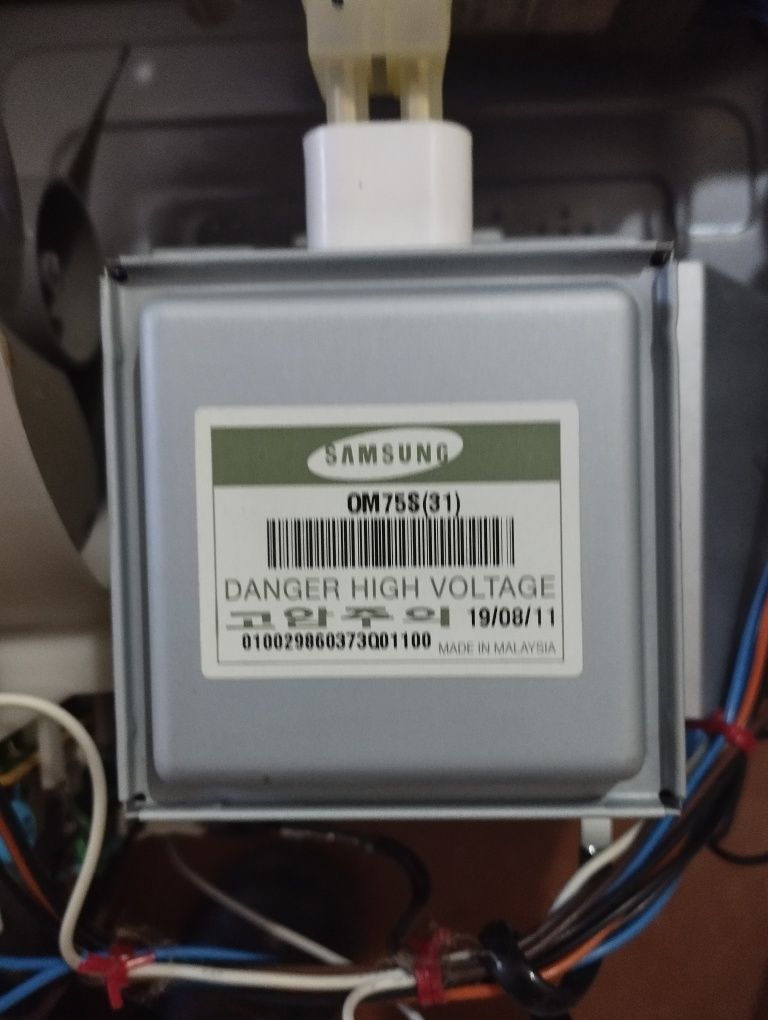 SAMSUNG
OM75S(31)
DANGER HIGH VOLTAGE
고압주의 19/08/11
010029860373Q01100 MADE IN MALAYSIA